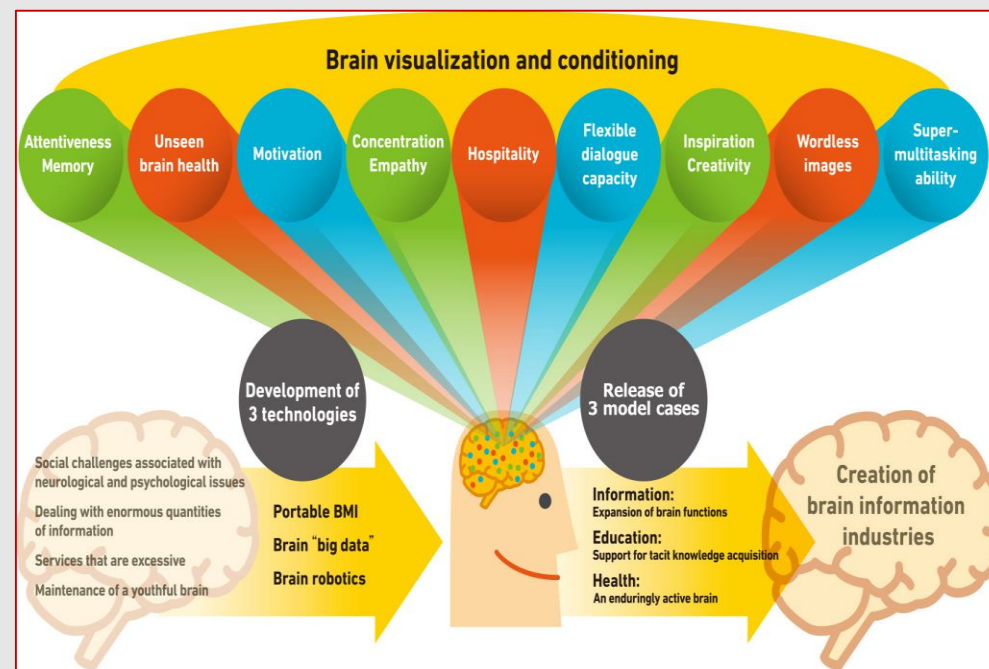 Brain visualization and conditioning
Attentiveness
Memory
Unseen
brain health
Motivation
Concentration
Empathy
Hospitality
Flexible
dialogue
capacity
Inspiration
Creativity
Wordless
images
Super-
multitasking
ability
Development of
3 technologies
Release of
3 model cases
Social challenges associated with
neurological and psychological issues
Dealing with enormous quantities
of information
Services that are excessive
Maintenance of a youthful brain
Portable BMI
Brain "big data"
Brain robotics
Information:
Expansion of brain functions
Education:
Support for tacit knowledge acquisition
Health:
An enduringly active brain
Creation of
brain information
industries